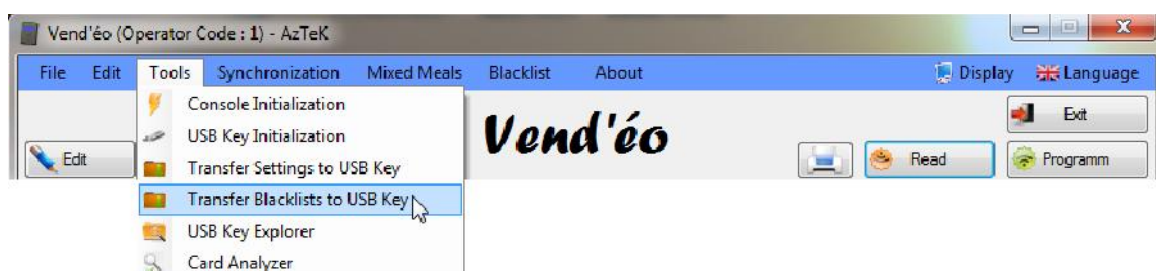 Vend'éo (Operator Code : 1) - AzTeK
File Edit Tools Synchronization Mixed Meals Blacklist About Display Language
Console Initialization
Exit
USB Key Initialization
Vend'éo
Edit
Transfer Settings to USB Key
Read
Programm
Transfer Blacklists to USB Key
USB Key Explorer
Card Analyzer